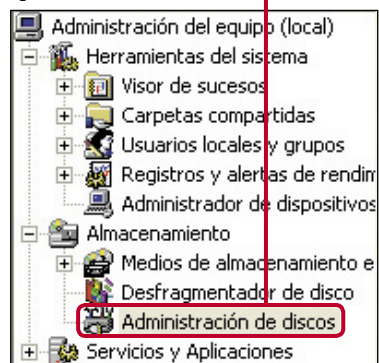 Administración del equipo (local)
Herramientas del sistema
Visor de sucesos
Carpetas compartidas
Usuarios locales y grupos
Registros y alertas de rendim
Administrador de dispositivos
Almacenamiento
Medios de almacenamiento e
Desfragmentador de disco
Administración de discos
Servicios y Aplicaciones